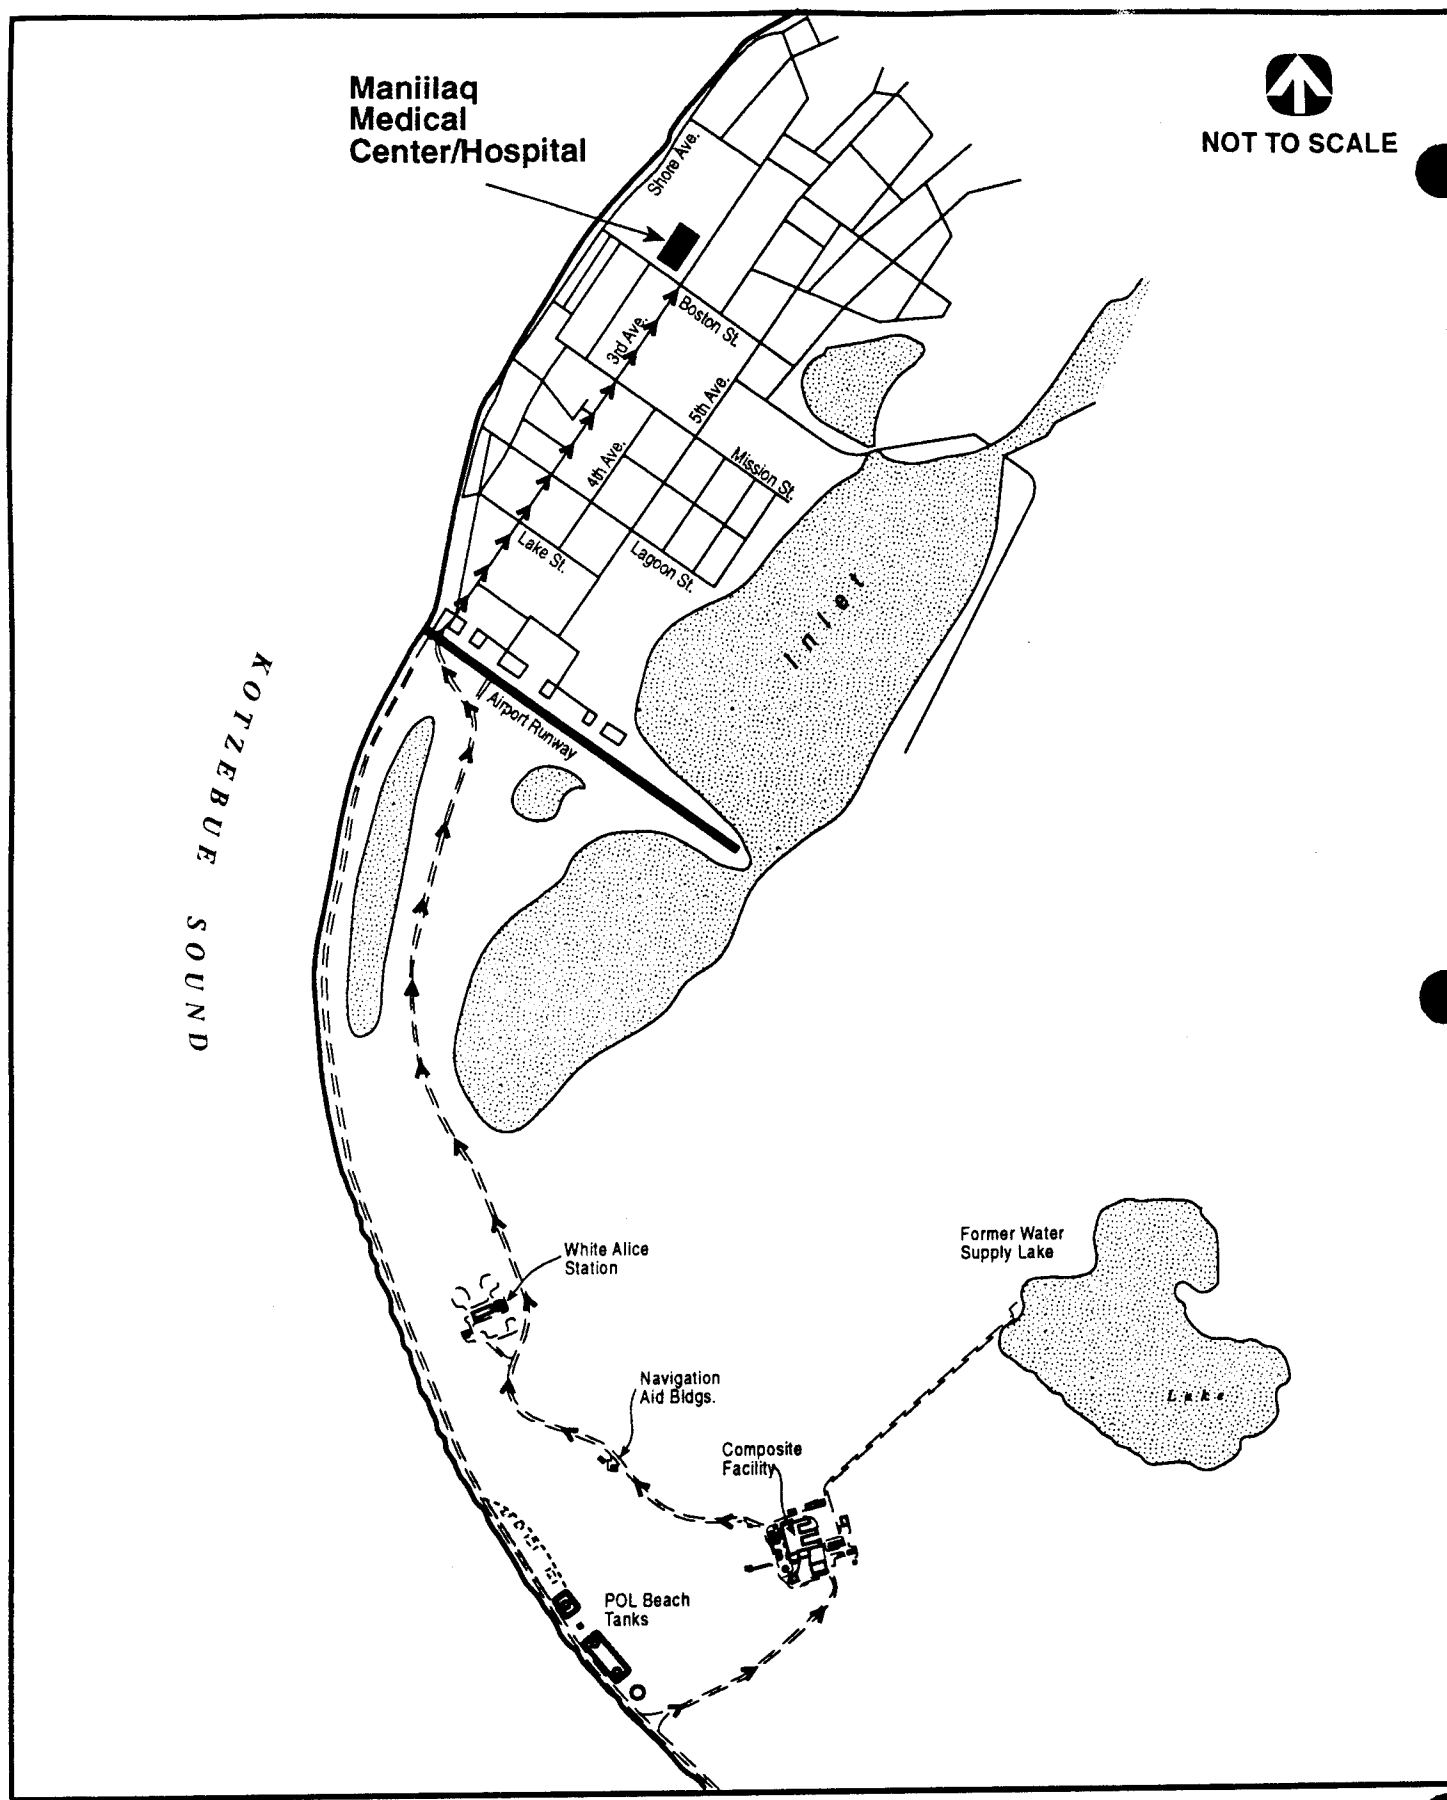 Maniilaq
Medical
Center/Hospital
NOT TO SCALE
Shore Ave.
Boston St.
3rd Ave.
5th Ave.
4th Ave.
Mission St.
Lake St.
Lagoon St.
Inlet
Airport Runway
KOTZEBUE SOUND
White Alice
Station
Former Water
Supply Lake
Lake
Navigation
Aid Bldgs.
Composite
Facility
POL Beach
Tanks